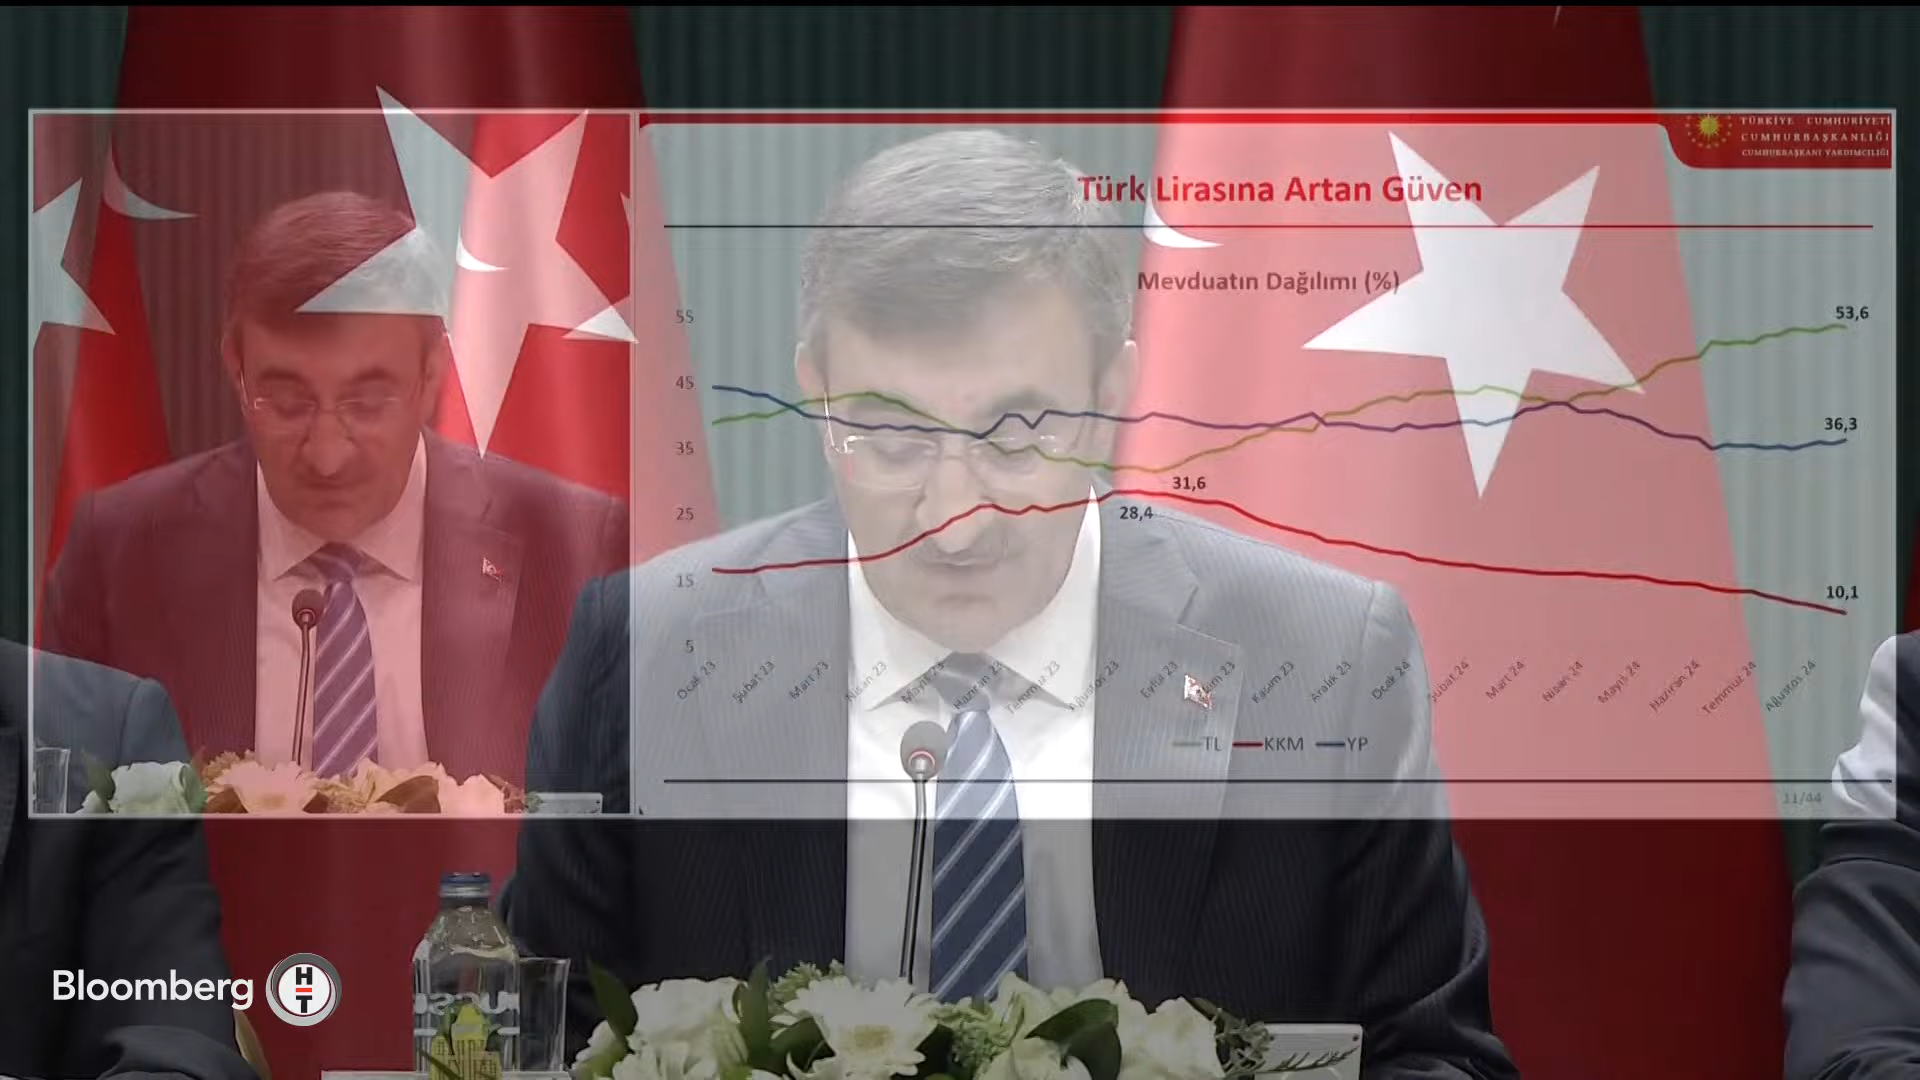 TÜRKİYE CUMHURİYETİ
CUMHURBAŞKANLIĞI
CUMHURBAŞKANI YARDIMCILIĞI
Türk Lirasına Artan Güven
Mevduatın Dağılımı (%)
55
45
35
25
15
5
53,6
36,3
31,6
28,4
10,1
Ocak 23
Şubat 23
Mart 23
Nisan 23
Mayıs 23
Haziran 23
Temmuz 23
Ağustos 23
Eylül 23
Kasım 23
Aralık 23
Ocak 24
Şubat 24
Mart 24
Nisan 24
Mayıs 24
Haziran 24
Temmuz 24
Ağustos 24
TL KKM YP
11/44
Bloomberg HT